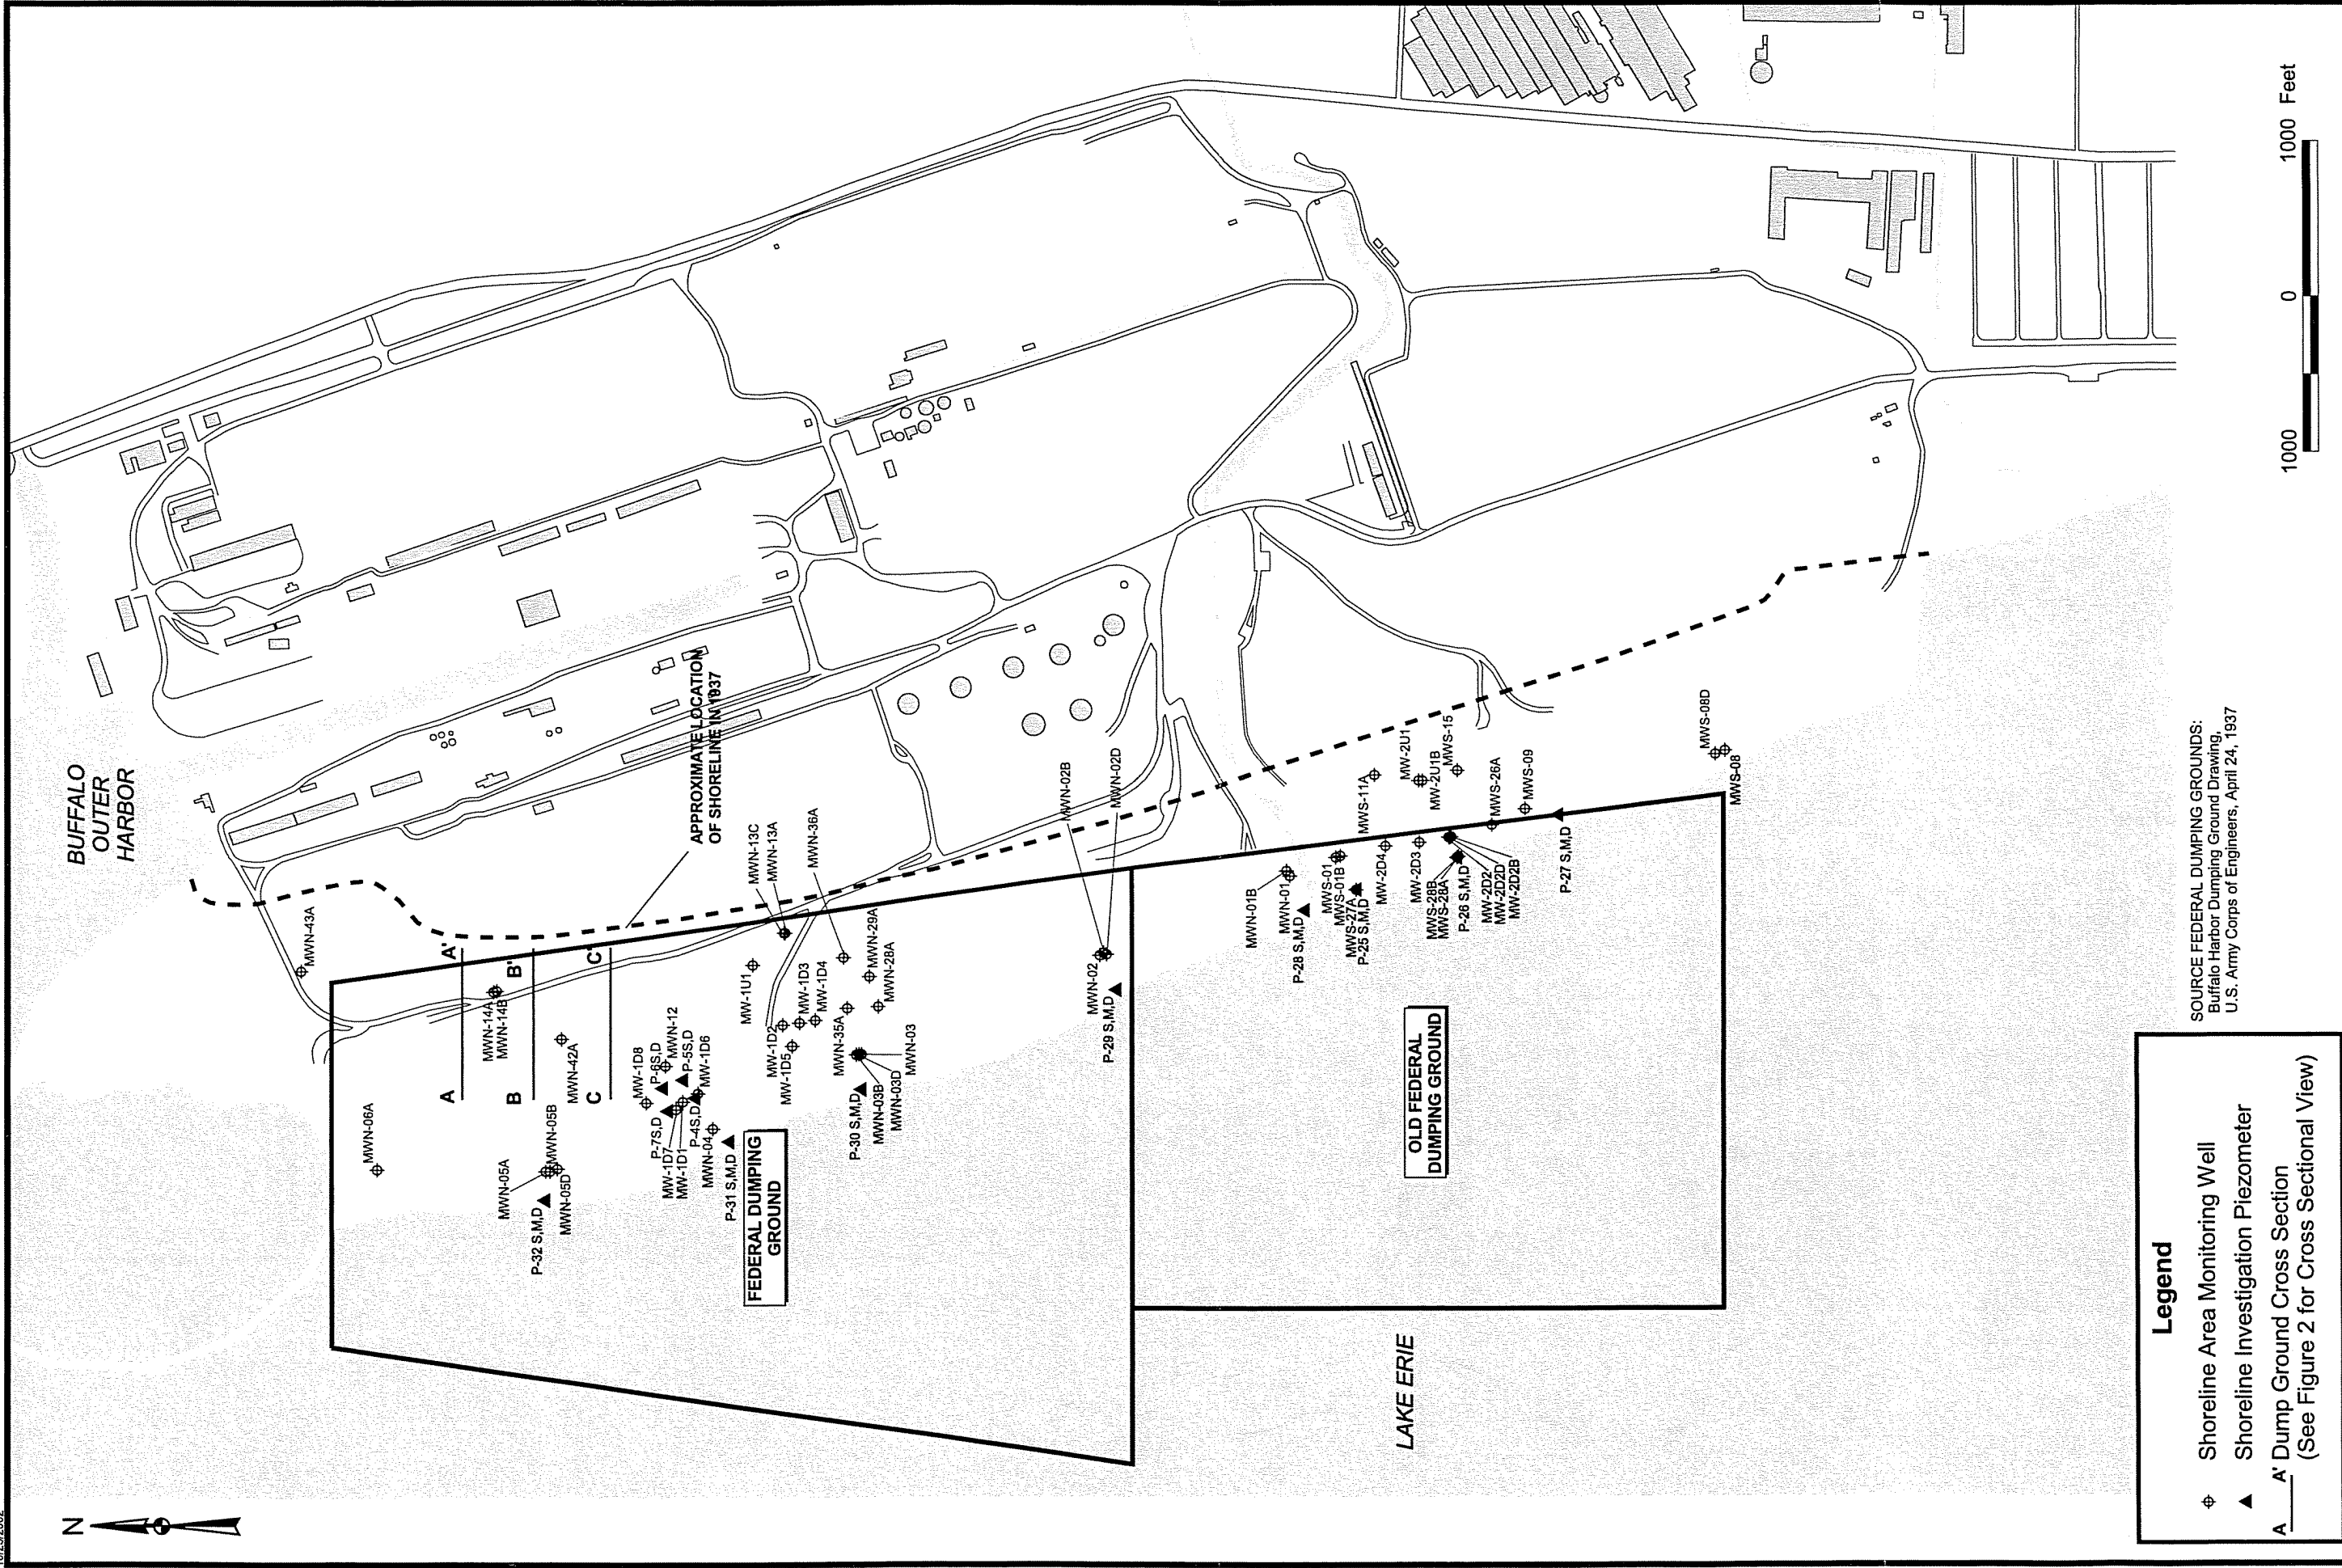 N
BUFFALO
OUTER
HARBOR
APPROXIMATE LOCATION
OF SHORELINE IN 1937
MWN-43A
MWN-06A
A
A'
MWN-14A
MWN-14B
B
B'
MWN-42A
C
C'
MWN-05A
MWN-05B
MWN-05D
P-32 S,M,D
MW-1D8
P-6S,D
MWN-12
P-5S,D
MW-1D6
P-7S,D
MW-1D7
MW-1D1
P-4S,D
MWN-04
P-31 S,M,D
FEDERAL DUMPING
GROUND
MWN-13C
MWN-13A
MW-1U1
MWN-36A
MW-1D2
MW-1D5
MW-1D3
MW-1D4
MWN-29A
MWN-28A
MWN-35A
P-30 S,M,D
MWN-03B
MWN-03D
MWN-03
MWN-02B
MWN-02D
MWN-02
P-29 S,M,D
MWN-01B
MWN-01
P-28 S,M,D
MWS-01
MWS-01B
MWS-27A
P-25 S,M,D
MWS-11A
MW-2D4
MW-2U1
MW-2U1B
MWS-15
MW-2D3
MWS-28B
MWS-28A
P-26 S,M,D
MW-2D2
MW-2D2D
MW-2D2B
MWS-26A
MWS-09
P-27 S,M,D
MWS-08D
MWS-08
OLD FEDERAL
DUMPING GROUND
LAKE ERIE
SOURCE FEDERAL DUMPING GROUNDS:
Buffalo Harbor Dumping Ground Drawing,
U.S. Army Corps of Engineers, April 24, 1937
1000 0 1000 Feet
Legend
Shoreline Area Monitoring Well
Shoreline Investigation Piezometer
A A' Dump Ground Cross Section
(See Figure 2 for Cross Sectional View)